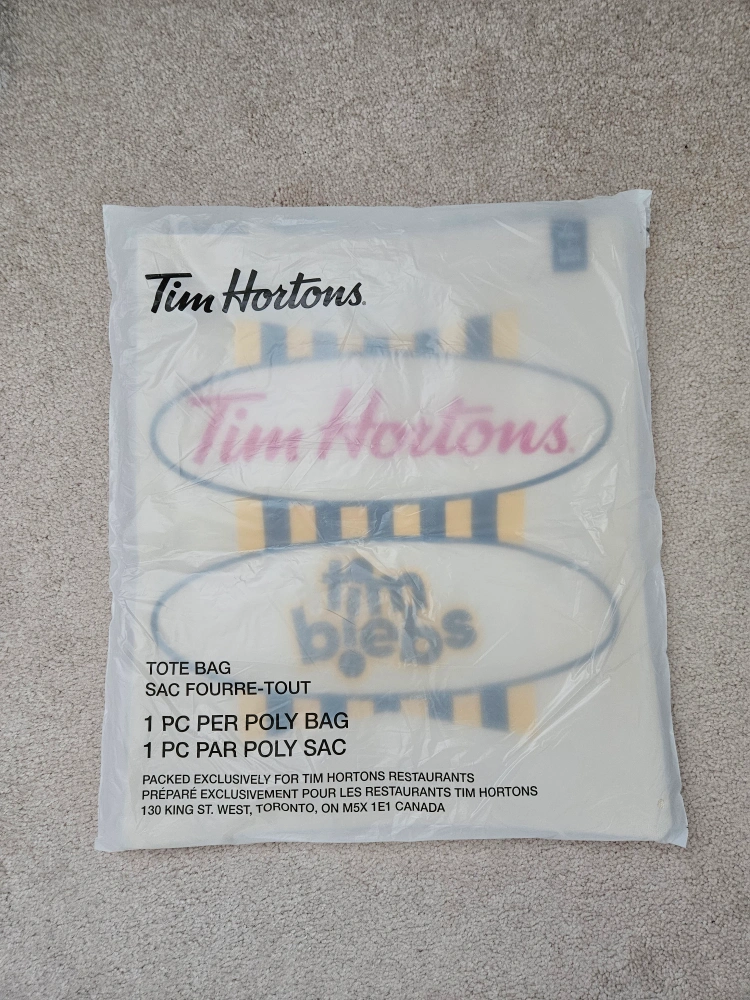 Tim Hortons.
Tim Hortons.
tim
biebs
TOTE BAG
SAC FOURRE-TOUT
1 PC PER POLY BAG
1 PC PAR POLY SAC
PACKED EXCLUSIVELY FOR TIM HORTONS RESTAURANTS
PRÉPARÉ EXCLUSIVEMENT POUR LES RESTAURANTS TIM HORTONS
130 KING ST. WEST, TORONTO, ON M5X 1E1 CANADA